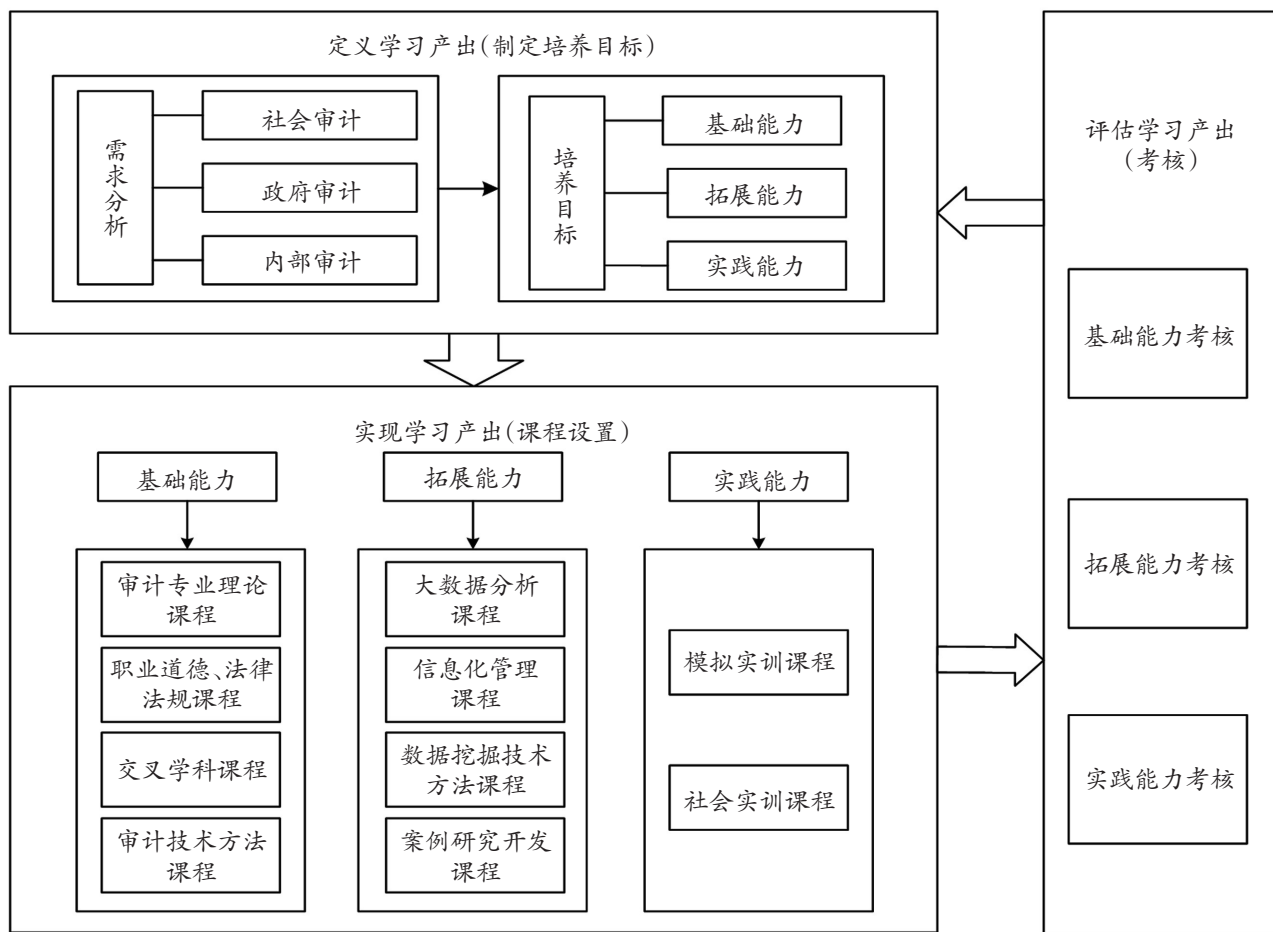 定义学习产出(制定培养目标)
需求分析
社会审计
政府审计
内部审计
培养目标
基础能力
拓展能力
实践能力
实现学习产出(课程设置)
基础能力
审计专业理论
课程
职业道德、法律
法规课程
交叉学科课程
审计技术方法
课程
拓展能力
大数据分析
课程
信息化管理
课程
数据挖掘技术
方法课程
案例研究开发
课程
实践能力
模拟实训课程
社会实训课程
评估学习产出
(考核)
基础能力考核
拓展能力考核
实践能力考核